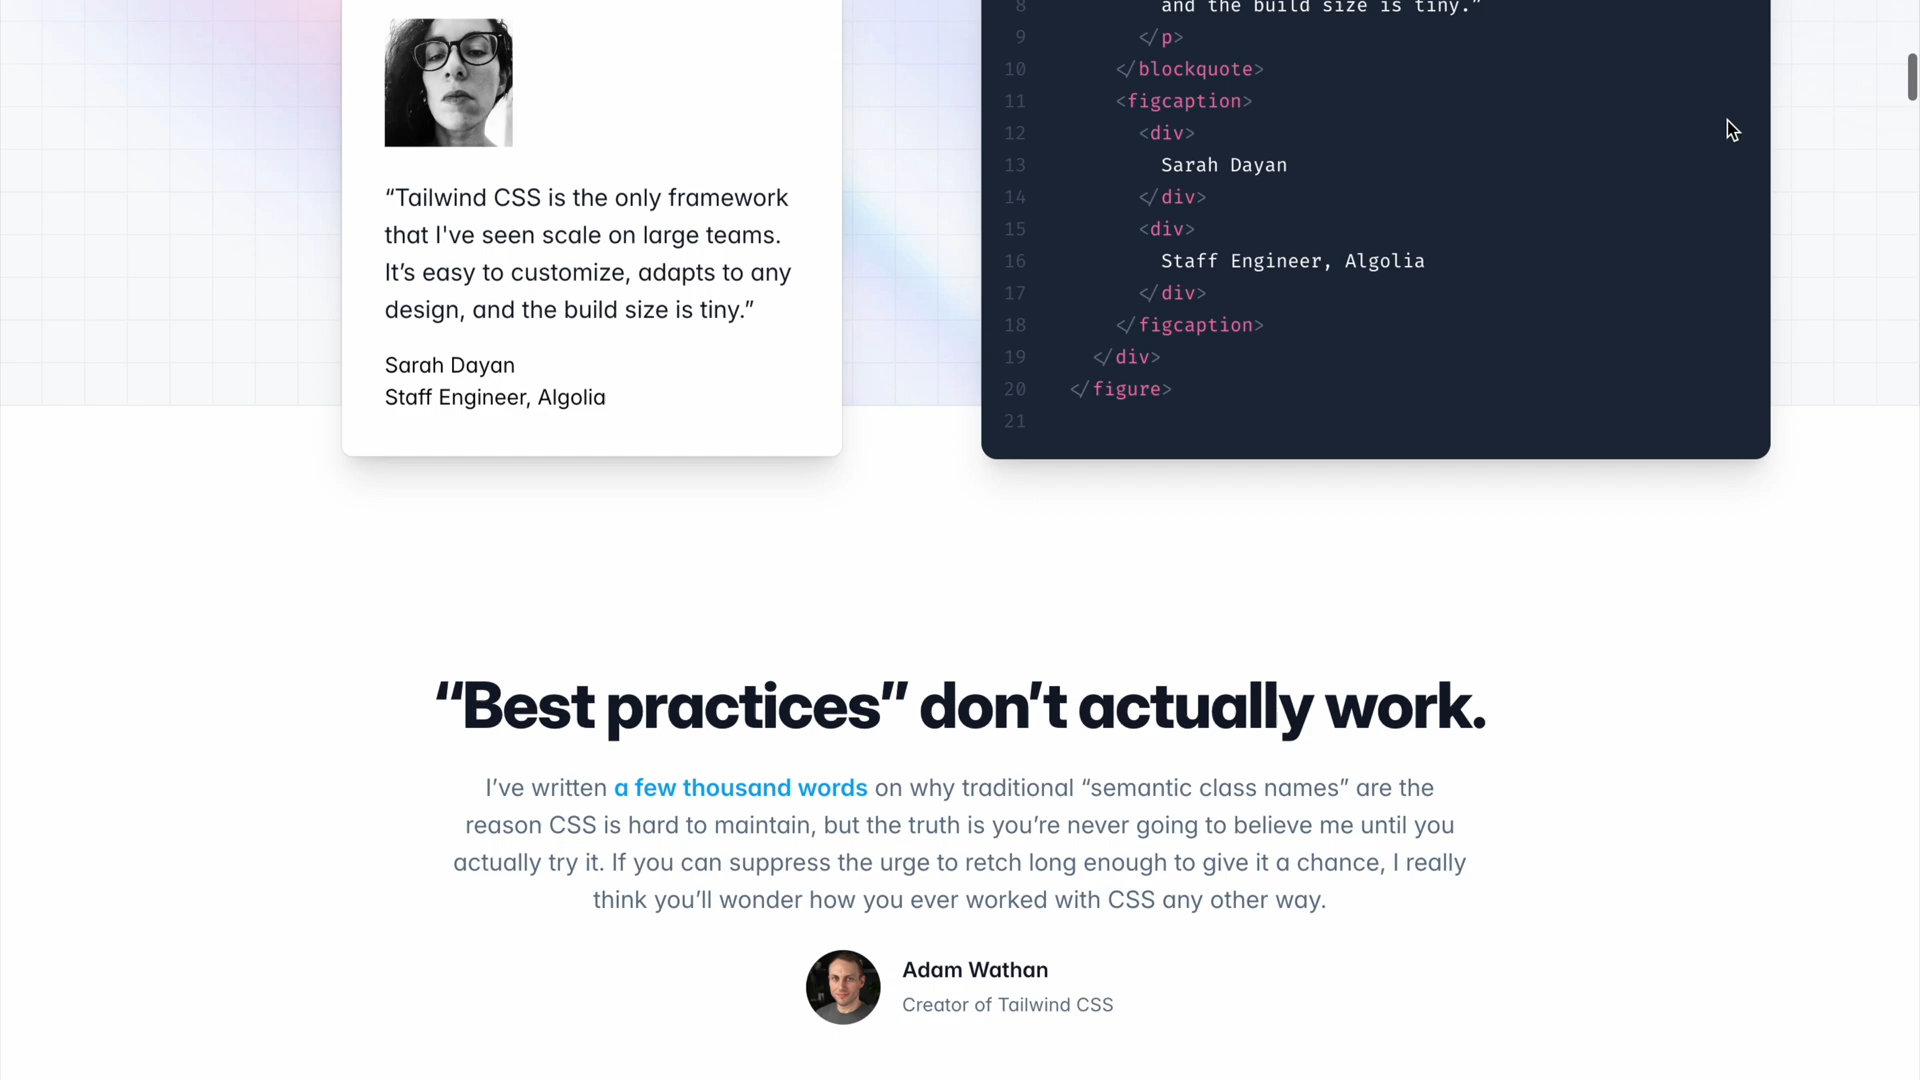 “Tailwind CSS is the only framework
that I've seen scale on large teams.
It’s easy to customize, adapts to any
design, and the build size is tiny.”
Sarah Dayan
Staff Engineer, Algolia
8 and the build size is tiny.”
9 </p>
10 </blockquote>
11 <figcaption>
12 <div>
13 Sarah Dayan
14 </div>
15 <div>
16 Staff Engineer, Algolia
17 </div>
18 </figcaption>
19 </div>
20 </figure>
21
“Best practices” don’t actually work.
I’ve written a few thousand words on why traditional “semantic class names” are the
reason CSS is hard to maintain, but the truth is you’re never going to believe me until you
actually try it. If you can suppress the urge to retch long enough to give it a chance, I really
think you’ll wonder how you ever worked with CSS any other way.
Adam Wathan
Creator of Tailwind CSS